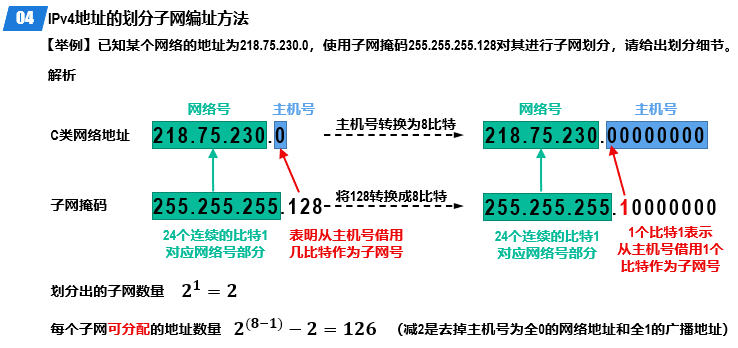 04 IPv4地址的划分子网编址方法
【举例】已知某个网络的地址为218.75.230.0，使用子网掩码255.255.255.128对其进行子网划分，请给出划分细节。
解析
网络号 主机号 网络号 主机号
C类网络地址 218.75.230.0 主机号转换为8比特 218.75.230.00000000
子网掩码 255.255.255.128 将128转换成8比特 255.255.255.10000000
24个连续的比特1 表明从主机号借用 24个连续的比特1 1个比特1表示
对应网络号部分 几比特作为子网号 对应网络号部分 从主机号借用1个
比特作为子网号
划分出的子网数量 2¹ = 2
每个子网可分配的地址数量 2⁽⁸⁻¹⁾ − 2 = 126 （减2是去掉主机号为全0的网络地址和全1的广播地址）